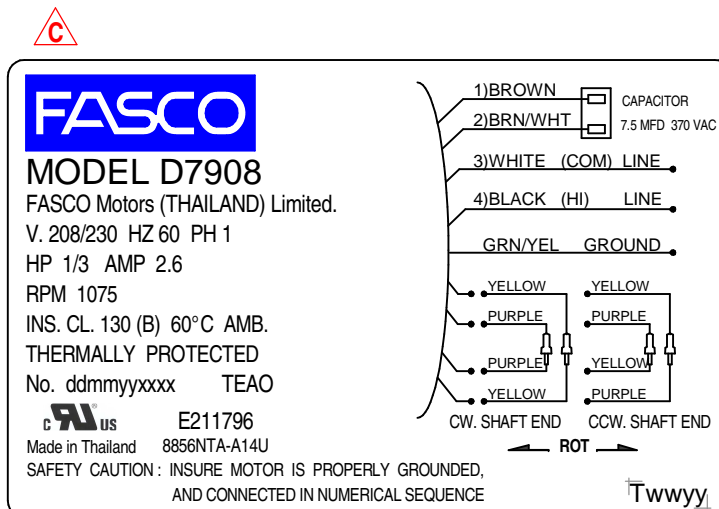 C
FASCO
MODEL D7908
FASCO Motors (THAILAND) Limited.
V. 208/230 HZ 60 PH 1
HP 1/3 AMP 2.6
RPM 1075
INS. CL. 130 (B) 60°C AMB.
THERMALLY PROTECTED
No. ddmmyyxxxx TEAO
c RU ® US E211796
Made in Thailand 8856NTA-A14U
SAFETY CAUTION : INSURE MOTOR IS PROPERLY GROUNDED,
AND CONNECTED IN NUMERICAL SEQUENCE
1)BROWN
2)BRN/WHT
CAPACITOR
7.5 MFD 370 VAC
3)WHITE (COM) LINE
4)BLACK (HI) LINE
GRN/YEL GROUND
YELLOW YELLOW
PURPLE PURPLE
PURPLE YELLOW
YELLOW PURPLE
CW. SHAFT END CCW. SHAFT END
ROT
Twwyy